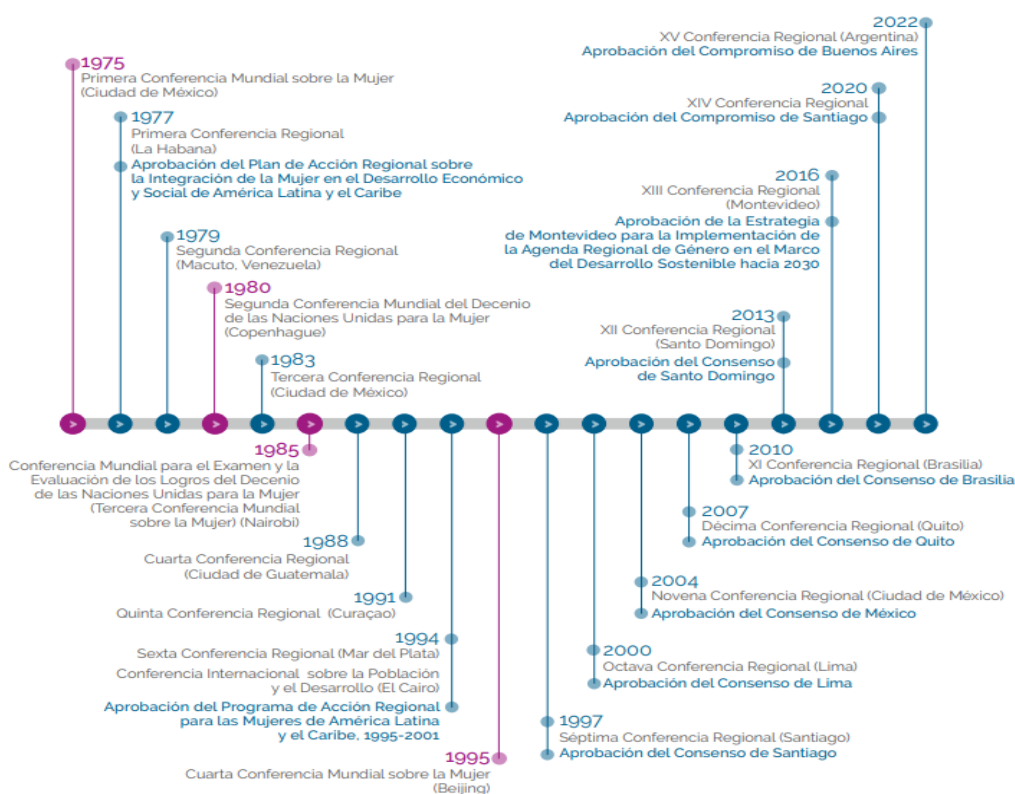 1975
Primera Conferencia Mundial sobre la Mujer
(Ciudad de México)
1977
Primera Conferencia Regional
(La Habana)
Aprobación del Plan de Acción Regional sobre
la Integración de la Mujer en el Desarrollo Económico
y Social de América Latina y el Caribe
1979
Segunda Conferencia Regional
(Macuto, Venezuela)
1980
Segunda Conferencia Mundial del Decenio
de las Naciones Unidas para la Mujer
(Copenhague)
1983
Tercera Conferencia Regional
(Ciudad de México)
1985
Conferencia Mundial para el Examen y la
Evaluación de los Logros del Decenio
de las Naciones Unidas para la Mujer
(Tercera Conferencia Mundial
sobre la Mujer) (Nairobi)
1988
Cuarta Conferencia Regional
(Ciudad de Guatemala)
1991
Quinta Conferencia Regional (Curaçao)
1994
Sexta Conferencia Regional (Mar del Plata)
Conferencia Internacional sobre la Población
y el Desarrollo (El Cairo)
Aprobación del Programa de Acción Regional
para las Mujeres de América Latina
y el Caribe, 1995-2001
1995
Cuarta Conferencia Mundial sobre la Mujer
(Beijing)
1997
Séptima Conferencia Regional (Santiago)
Aprobación del Consenso de Santiago
2000
Octava Conferencia Regional (Lima)
Aprobación del Consenso de Lima
2004
Novena Conferencia Regional (Ciudad de México)
Aprobación del Consenso de México
2007
Décima Conferencia Regional (Quito)
Aprobación del Consenso de Quito
2010
XI Conferencia Regional (Brasilia)
Aprobación del Consenso de Brasilia
2013
XII Conferencia Regional
(Santo Domingo)
Aprobación del Consenso
de Santo Domingo
2016
XIII Conferencia Regional
(Montevideo)
Aprobación de la Estrategia
de Montevideo para la Implementación de
la Agenda Regional de Género en el Marco
del Desarrollo Sostenible hacia 2030
2020
XIV Conferencia Regional
Aprobación del Compromiso de Santiago
2022
XV Conferencia Regional (Argentina)
Aprobación del Compromiso de Buenos Aires